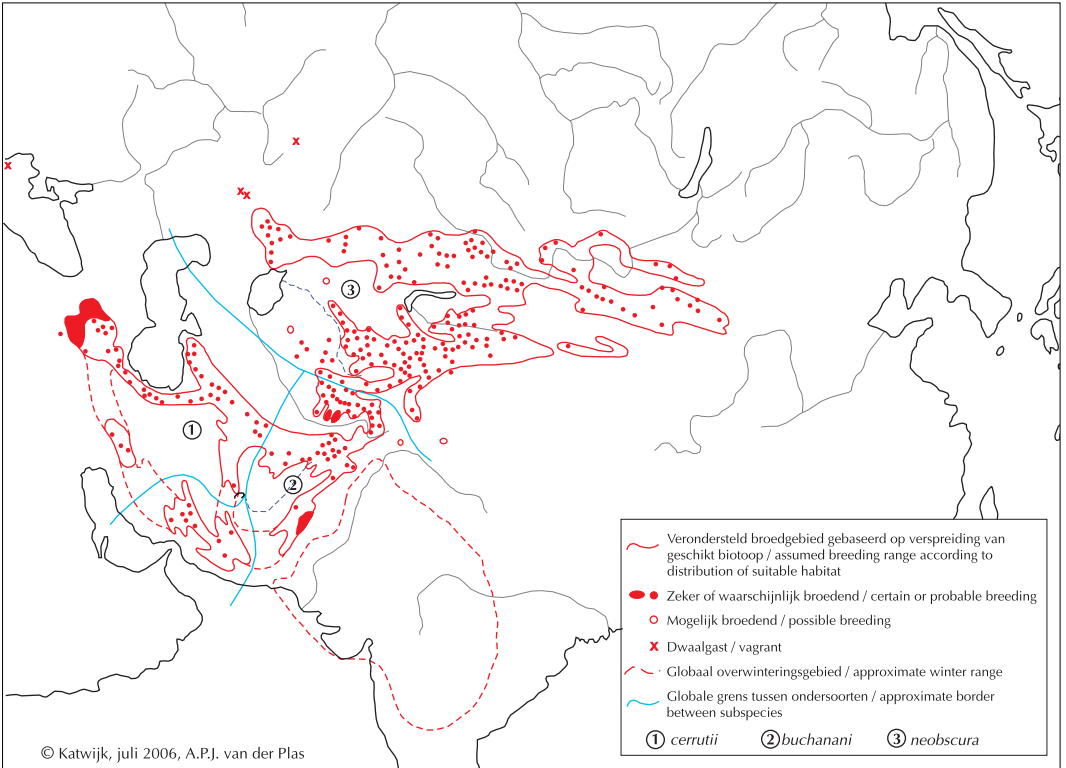 3
1
2
?
Verondersteld broedgebied gebaseerd op verspreiding van
geschikt biotoop / assumed breeding range according to
distribution of suitable habitat
Zeker of waarschijnlijk broedend / certain or probable breeding
Mogelijk broedend / possible breeding
x Dwaalgast / vagrant
Globaal overwinteringsgebied / approximate winter range
Globale grens tussen ondersoorten / approximate border
between subspecies
1 cerrutii 2 buchanani 3 neobscura
© Katwijk, juli 2006, A.P.J. van der Plas